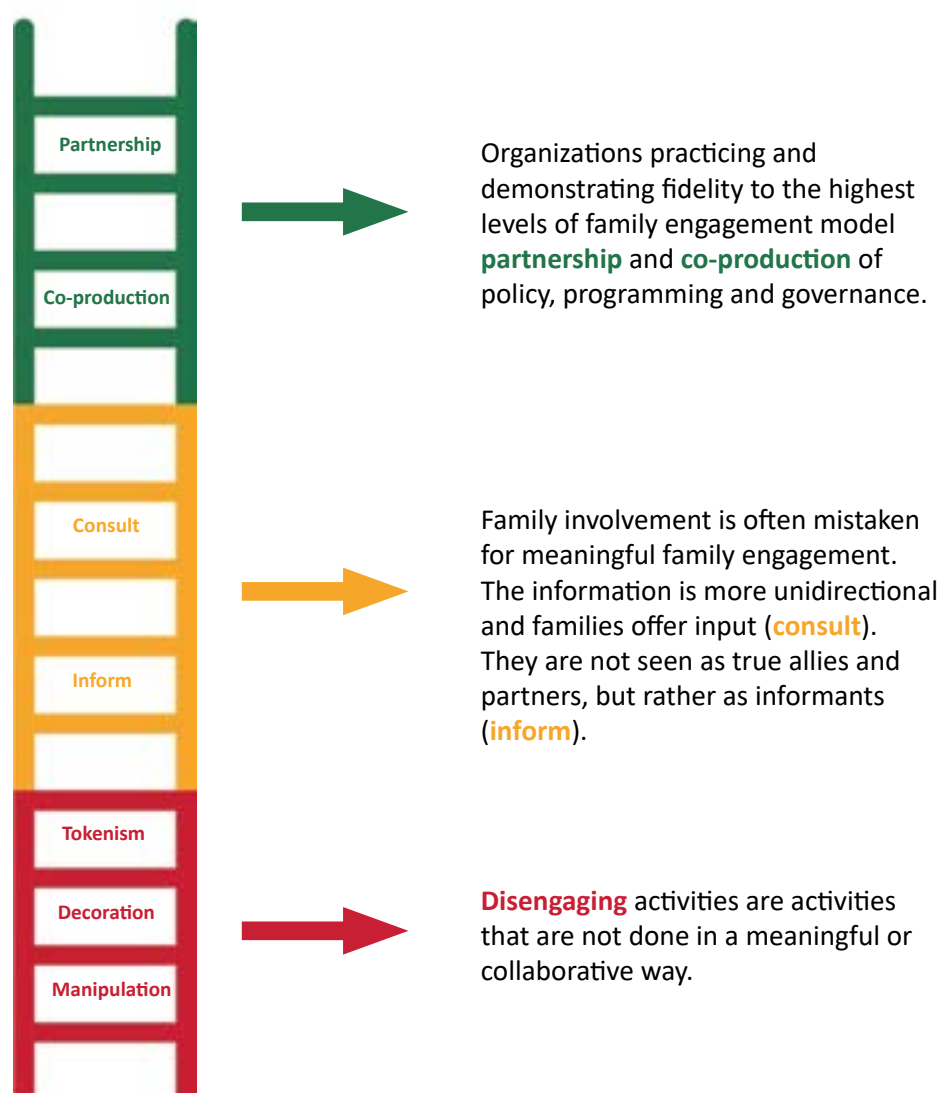 Partnership
Organizations practicing and
demonstrating fidelity to the highest
levels of family engagement model
partnership and co-production of
policy, programming and governance.
Co-production
Consult
Family involvement is often mistaken
for meaningful family engagement.
The information is more unidirectional
and families offer input (consult).
They are not seen as true allies and
partners, but rather as informants
(inform).
Inform
Tokenism
Decoration
Manipulation
Disengaging activities are activities
that are not done in a meaningful or
collaborative way.